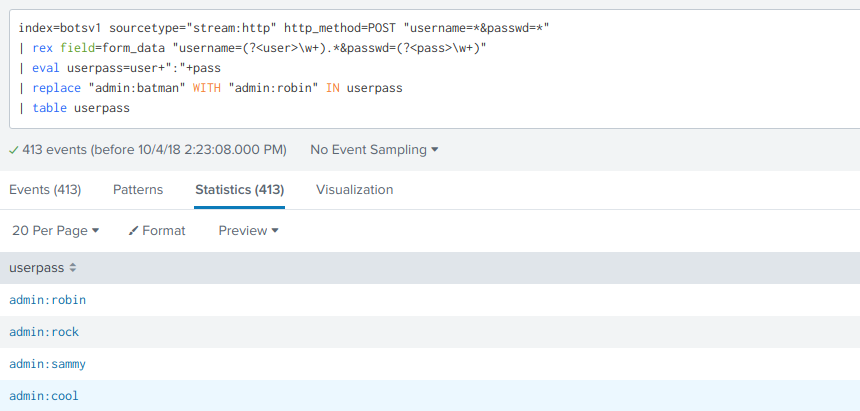 index=botsv1 sourcetype="stream:http" http_method=POST "username=*&passwd=*"
| rex field=form_data "username=(?<user>\w+).*&passwd=(?<pass>\w+)"
| eval userpass=user+":"+pass
| replace "admin:batman" WITH "admin:robin" IN userpass
| table userpass
413 events (before 10/4/18 2:23:08.000 PM) No Event Sampling
Events (413) Patterns Statistics (413) Visualization
20 Per Page Format Preview
userpass
admin:robin
admin:rock
admin:sammy
admin:cool